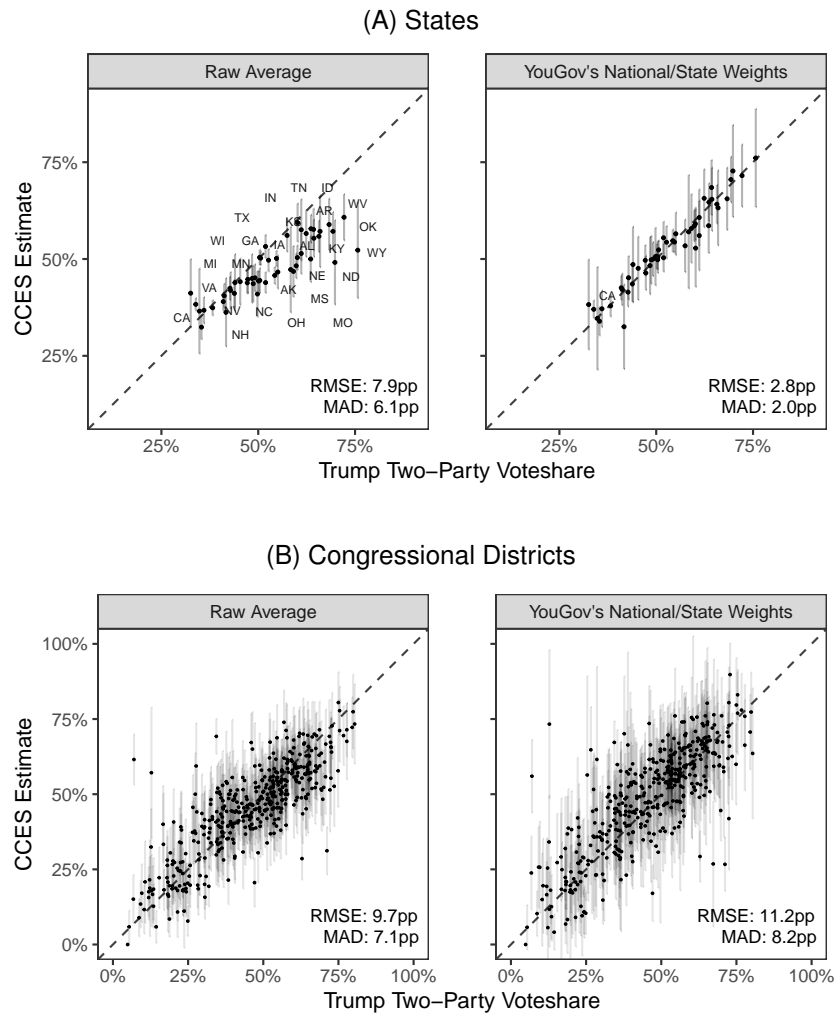 (A) States
Raw Average
YouGov's National/State Weights
CCES Estimate
75%
50%
25%
TN
ID
IN
WV
TX
AR
OK
WI
GA
IA
AL
KY
WY
MI
MN
NE
ND
VA
AK
MS
CA
NV
NC
OH
MO
NH
CA
RMSE: 7.9pp
MAD: 6.1pp
RMSE: 2.8pp
MAD: 2.0pp
25%
50%
75%
25%
50%
75%
Trump Two−Party Voteshare
(B) Congressional Districts
Raw Average
YouGov's National/State Weights
CCES Estimate
100%
75%
50%
25%
0%
RMSE: 9.7pp
MAD: 7.1pp
RMSE: 11.2pp
MAD: 8.2pp
0%
25%
50%
75%
100%
0%
25%
50%
75%
100%
Trump Two−Party Voteshare